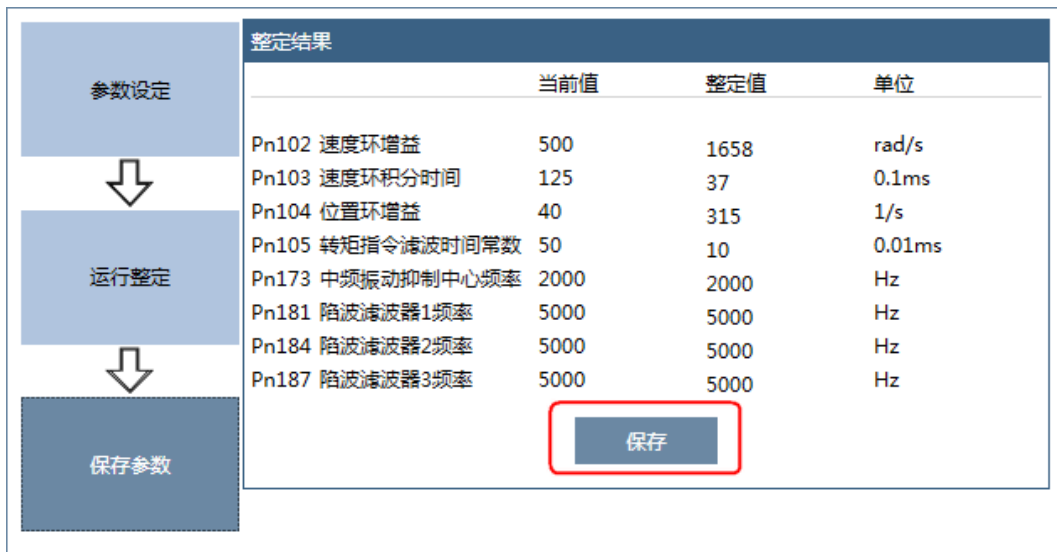 参数设定
运行整定
保存参数
整定结果
当前值 整定值 单位
Pn102 速度环增益 500 1658 rad/s
Pn103 速度环积分时间 125 37 0.1ms
Pn104 位置环增益 40 315 1/s
Pn105 转矩指令滤波时间常数 50 10 0.01ms
Pn173 中频振动抑制中心频率 2000 2000 Hz
Pn181 陷波滤波器1频率 5000 5000 Hz
Pn184 陷波滤波器2频率 5000 5000 Hz
Pn187 陷波滤波器3频率 5000 5000 Hz
保存